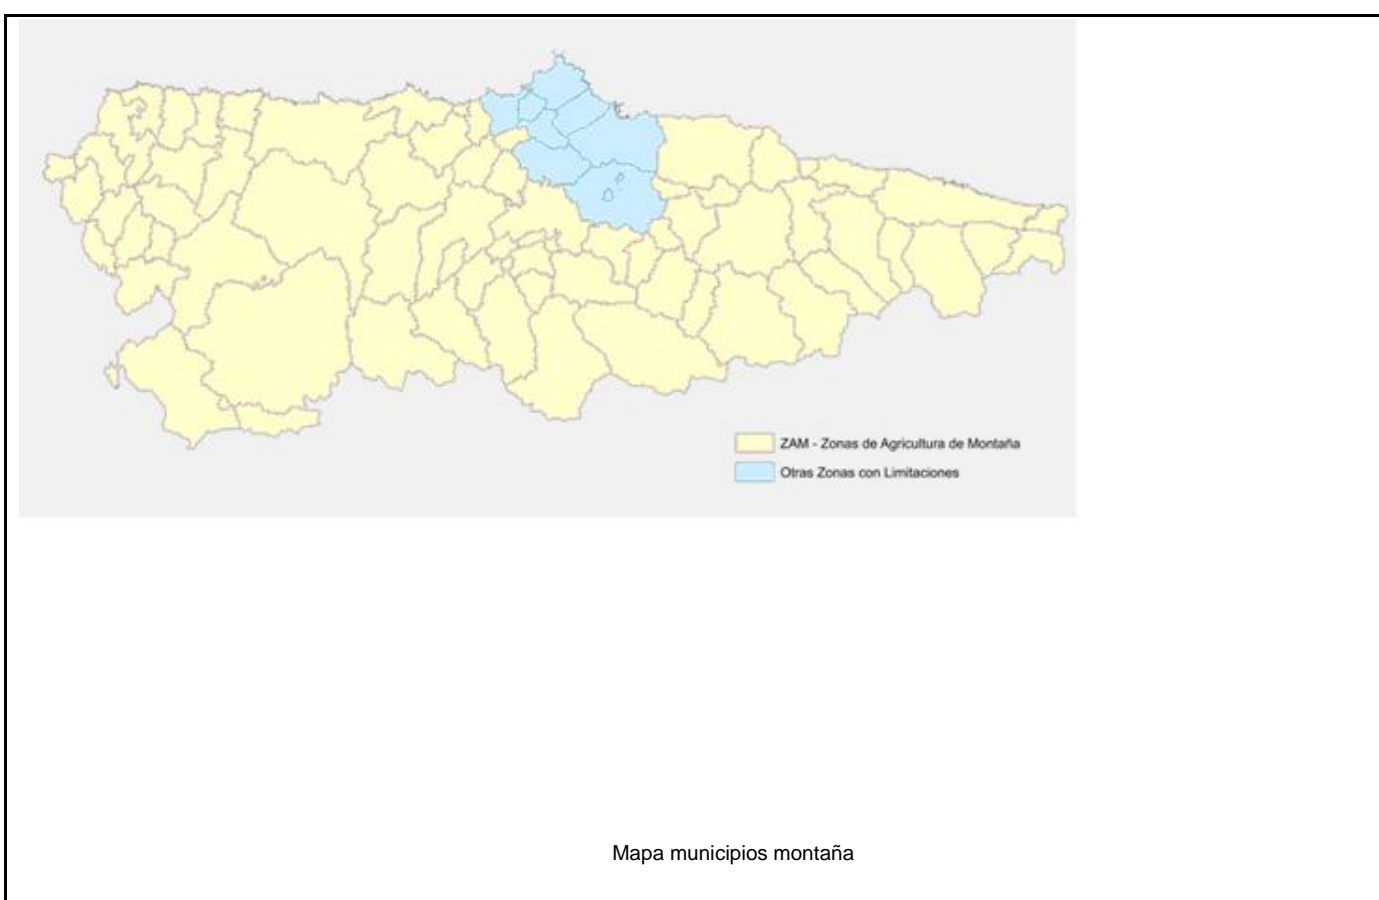 ZAM - Zonas de Agricultura de Montaña
Otras Zonas con Limitaciones
Mapa municipios montaña